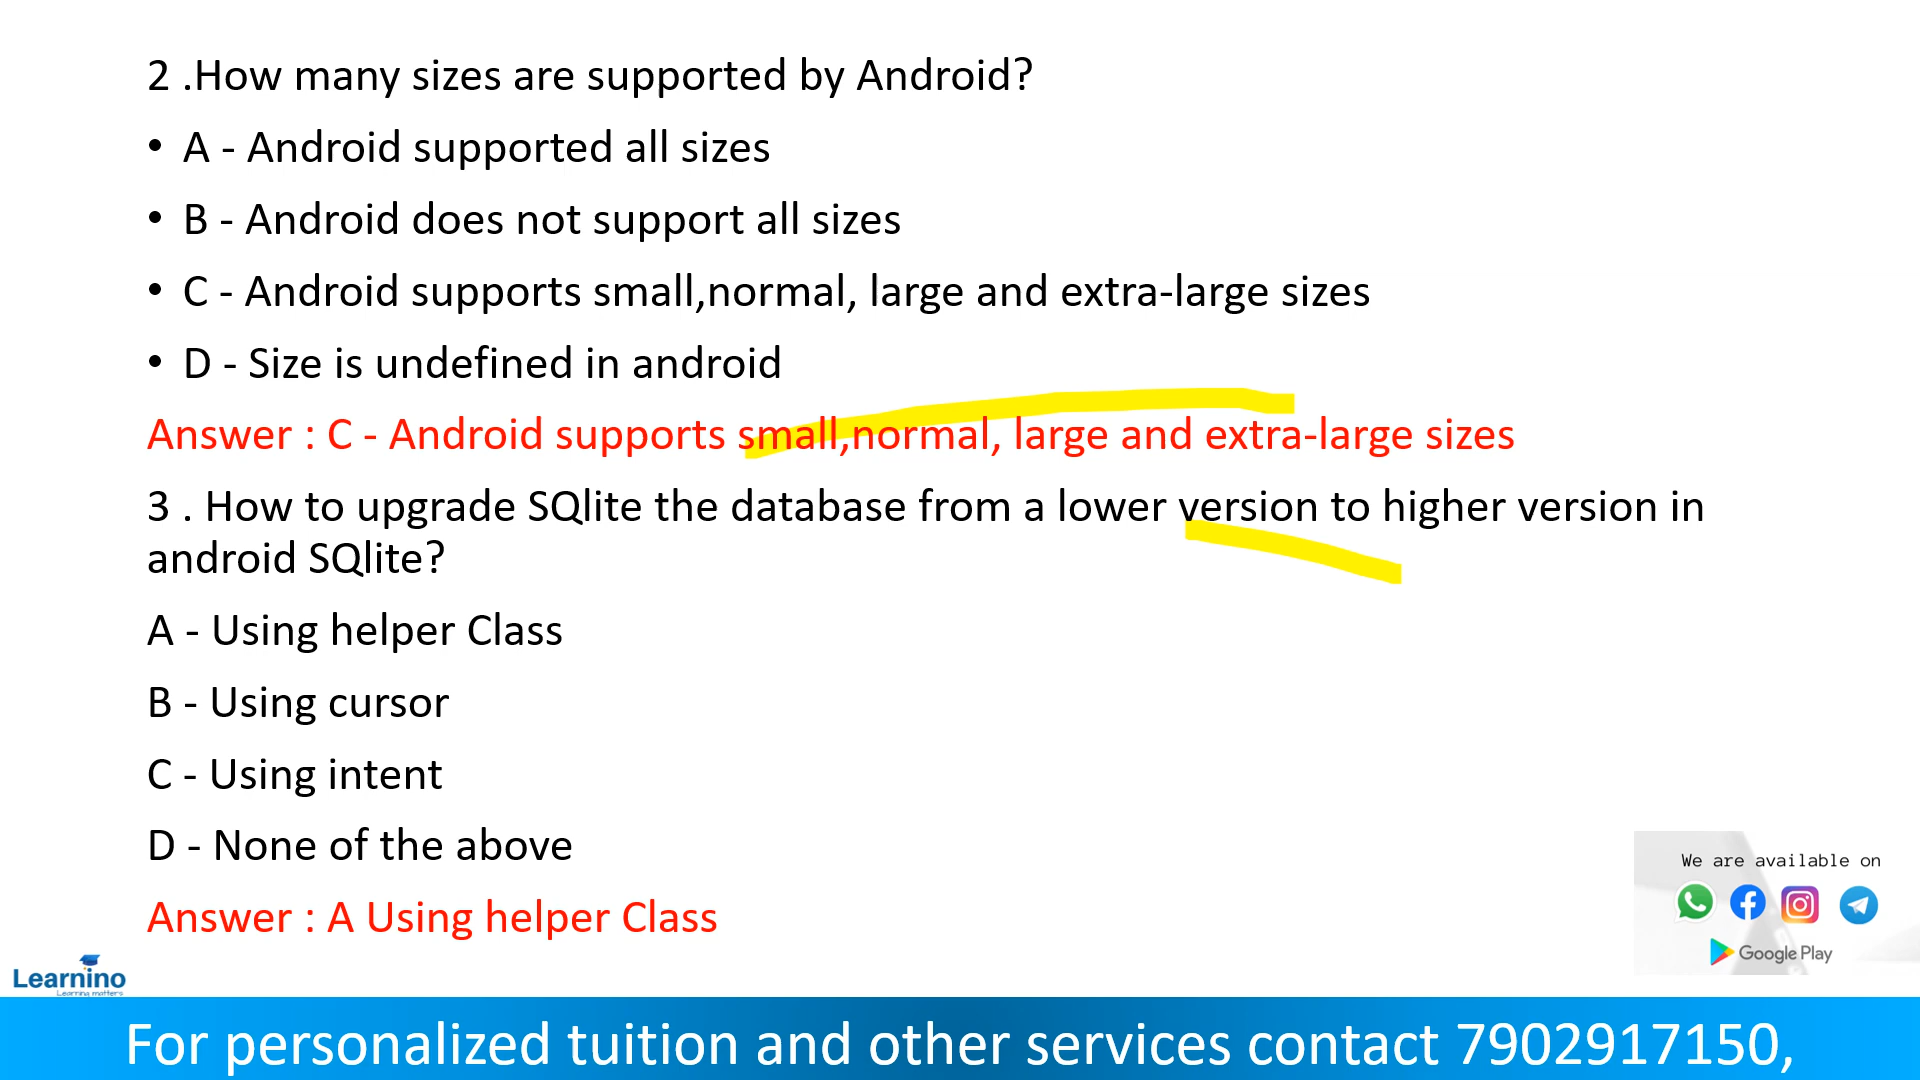 2 .How many sizes are supported by Android?
• A - Android supported all sizes
• B - Android does not support all sizes
• C - Android supports small,normal, large and extra-large sizes
• D - Size is undefined in android
Answer : C - Android supports small,normal, large and extra-large sizes
3 . How to upgrade SQlite the database from a lower version to higher version in
android SQlite?
A - Using helper Class
B - Using cursor
C - Using intent
D - None of the above
Answer : A Using helper Class
We are available on
Google Play
Learnino
Learning matters
For personalized tuition and other services contact 7902917150,